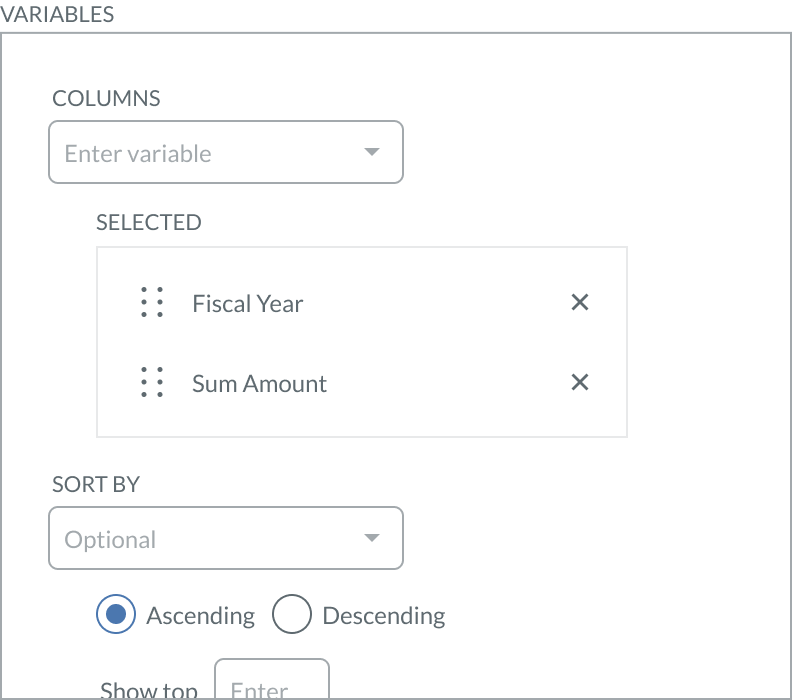 VARIABLES
COLUMNS
Enter variable
SELECTED
Fiscal Year
Sum Amount
SORT BY
Optional
Ascending Descending
Show top Enter